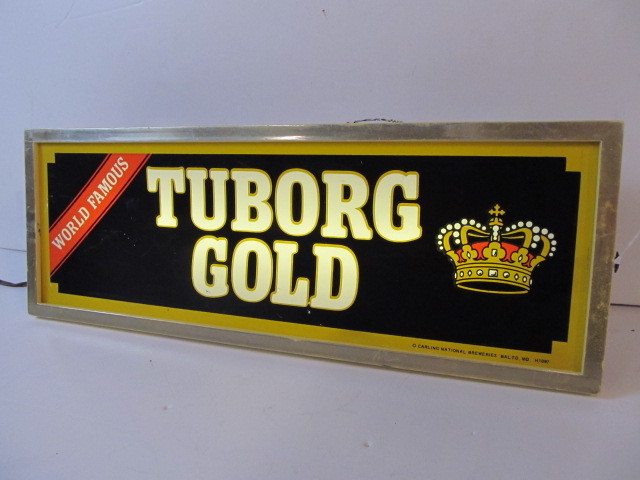 WORLD FAMOUS
TUBORG
GOLD
© CARLING NATIONAL BREWERIES BALTO. MD.